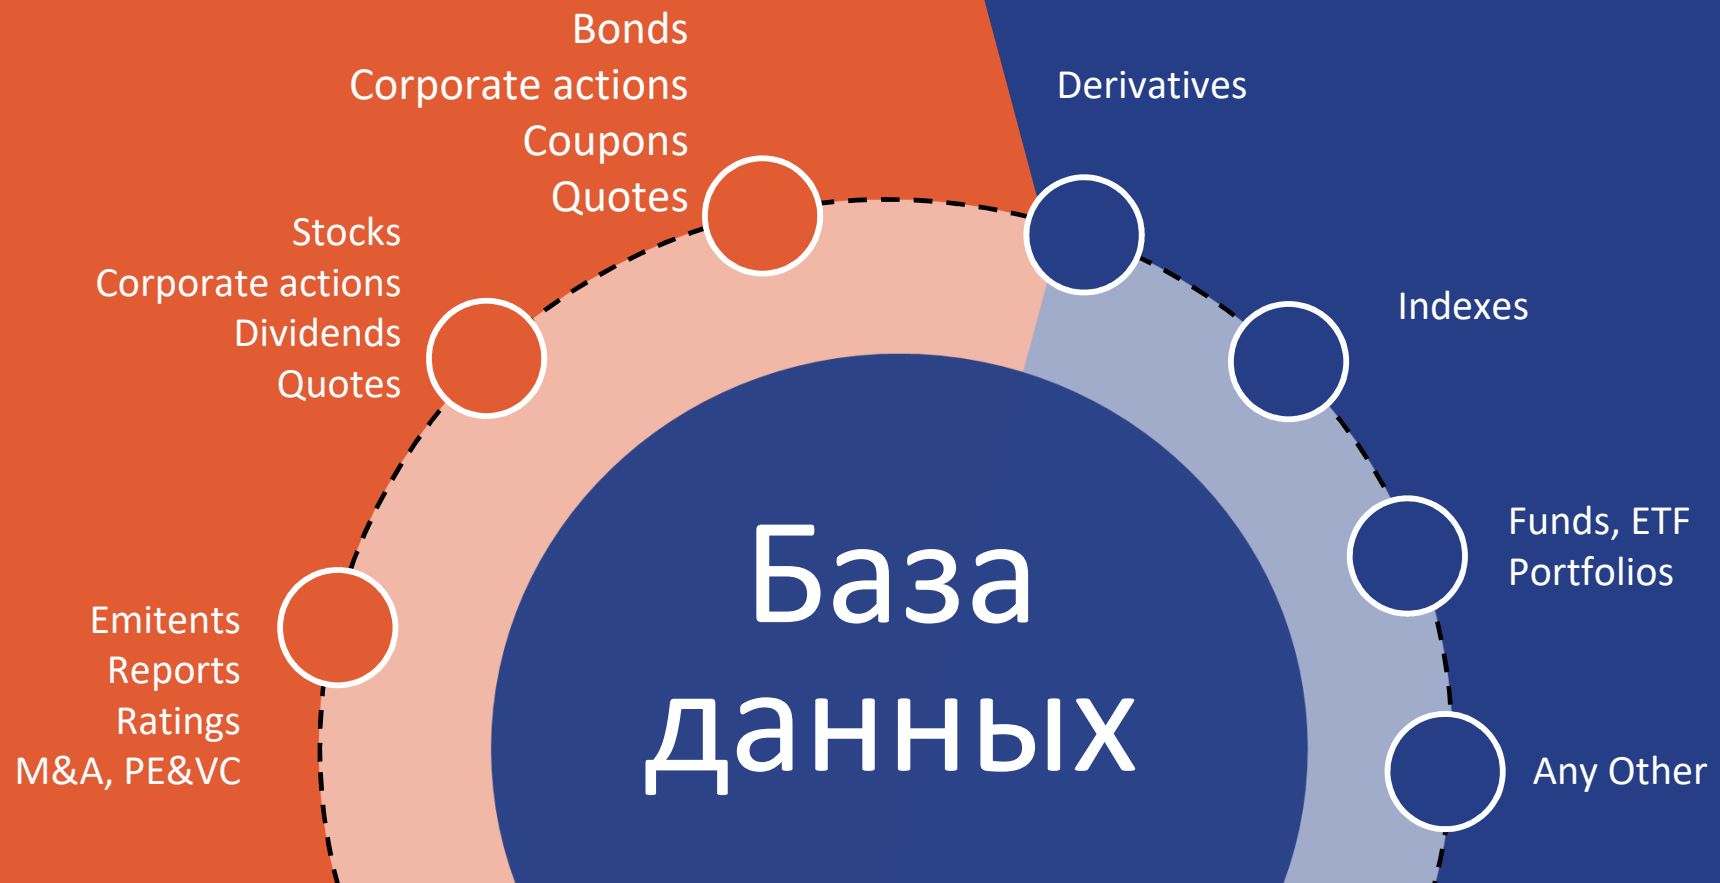 Bonds
Corporate actions
Coupons
Quotes
Derivatives
Stocks
Corporate actions
Dividends
Quotes
Indexes
Emitents
Reports
Ratings
M&A, PE&VC
База
данных
Funds, ETF
Portfolios
Any Other